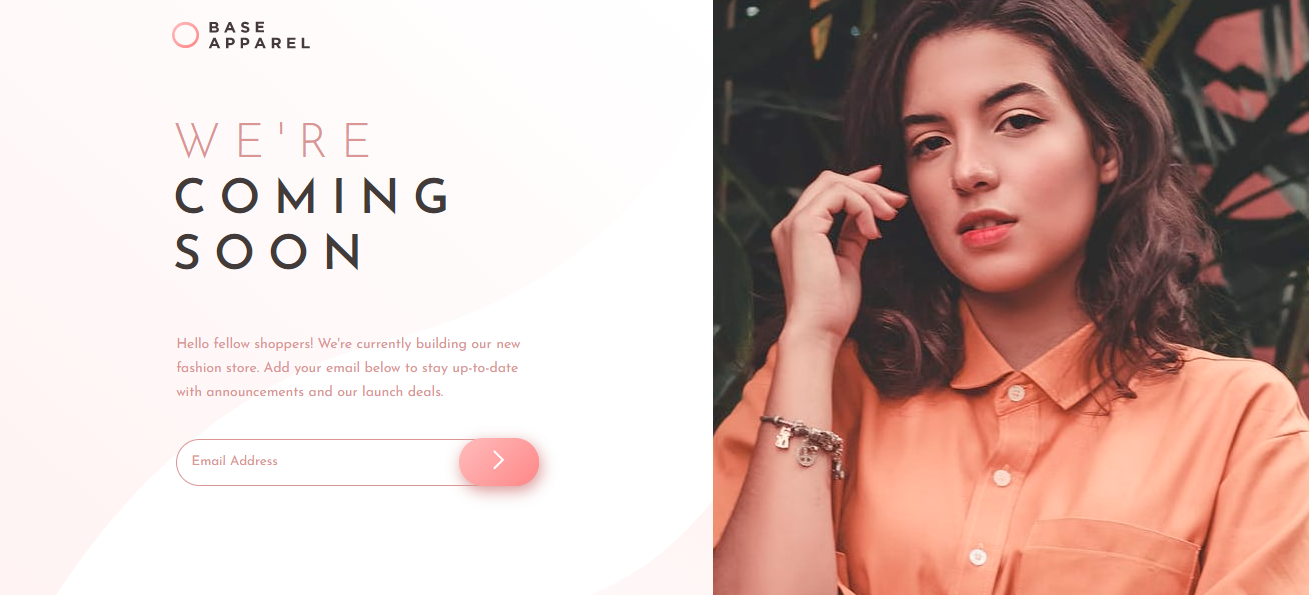 BASE
APPAREL
WE'RE
COMING
SOON
Hello fellow shoppers! We're currently building our new
fashion store. Add your email below to stay up-to-date
with announcements and our launch deals.
Email Address